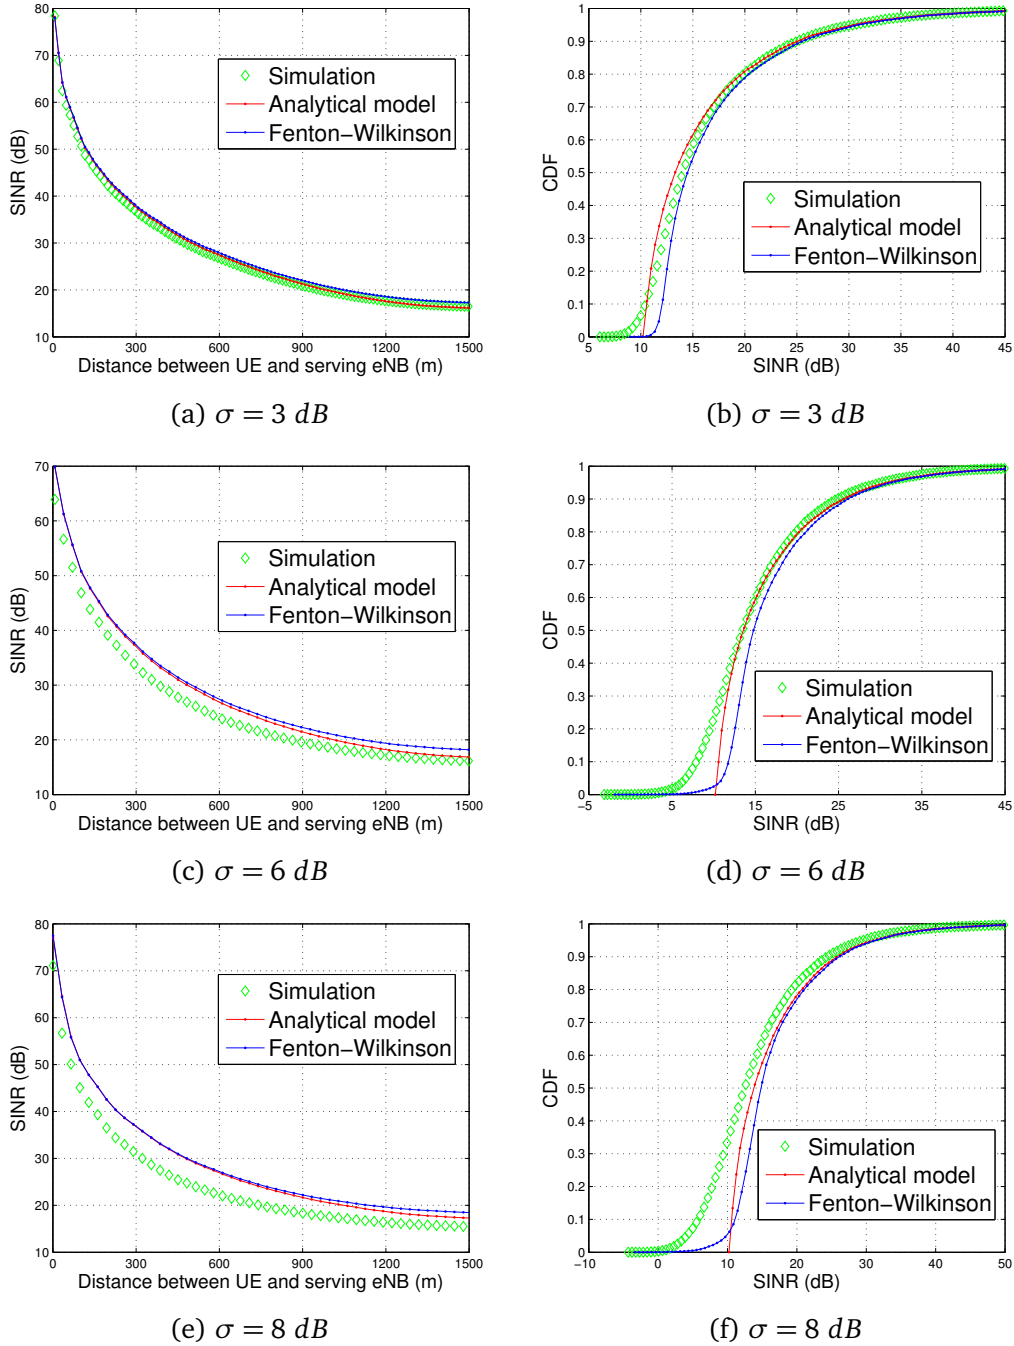 80
70
60
50
40
30
20
10
SINR (dB)
0 300 600 900 1200 1500
Distance between UE and serving eNB (m)
Simulation
Analytical model
Fenton−Wilkinson
(a) σ = 3 dB
1
0.9
0.8
0.7
0.6
0.5
0.4
0.3
0.2
0.1
0
CDF
5 10 15 20 25 30 35 40 45
SINR (dB)
Simulation
Analytical model
Fenton−Wilkinson
(b) σ = 3 dB
70
60
50
40
30
20
10
SINR (dB)
0 300 600 900 1200 1500
Distance between UE and serving eNB (m)
Simulation
Analytical model
Fenton−Wilkinson
(c) σ = 6 dB
1
0.9
0.8
0.7
0.6
0.5
0.4
0.3
0.2
0.1
0
CDF
−5 5 15 25 35 45
SINR (dB)
Simulation
Analytical model
Fenton−Wilkinson
(d) σ = 6 dB
80
70
60
50
40
30
20
10
SINR (dB)
0 300 600 900 1200 1500
Distance between UE and serving eNB (m)
Simulation
Analytical model
Fenton−Wilkinson
(e) σ = 8 dB
1
0.9
0.8
0.7
0.6
0.5
0.4
0.3
0.2
0.1
0
CDF
−10 0 10 20 30 40 50
SINR (dB)
Simulation
Analytical model
Fenton−Wilkinson
(f) σ = 8 dB